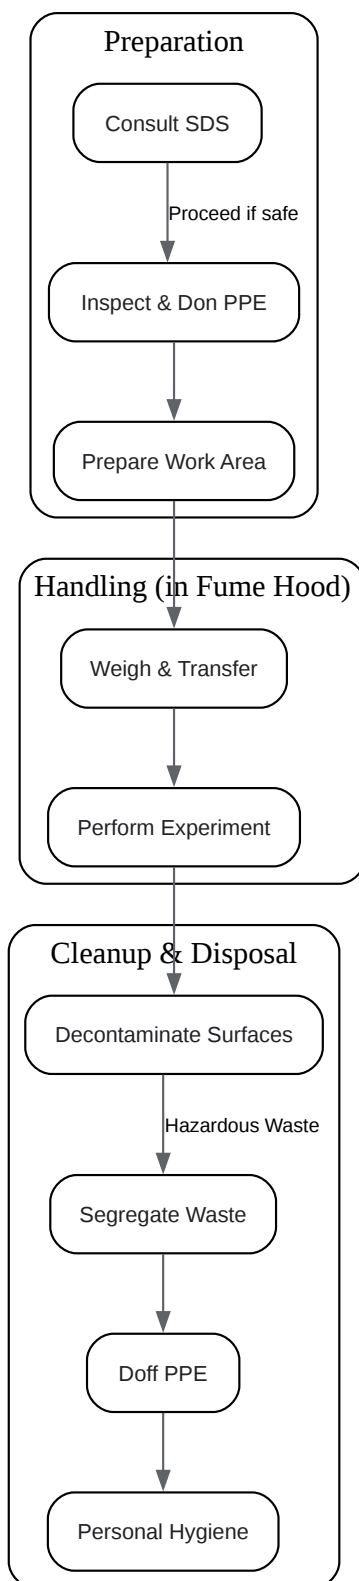 Preparation
Consult SDS
Proceed if safe
Inspect & Don PPE
Prepare Work Area
Handling (in Fume Hood)
Weigh & Transfer
Perform Experiment
Cleanup & Disposal
Decontaminate Surfaces
Hazardous Waste
Segregate Waste
Doff PPE
Personal Hygiene